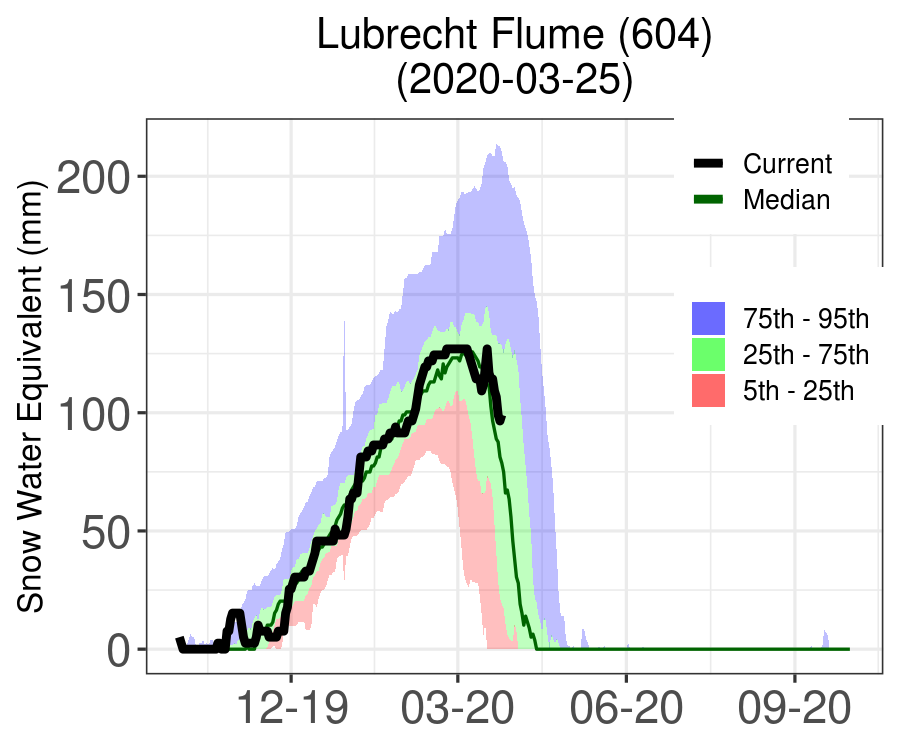 Lubrecht Flume (604)
(2020-03-25)
Snow Water Equivalent (mm)
200
150
100
50
0
12-19
03-20
06-20
09-20
Current
Median
75th - 95th
25th - 75th
5th - 25th